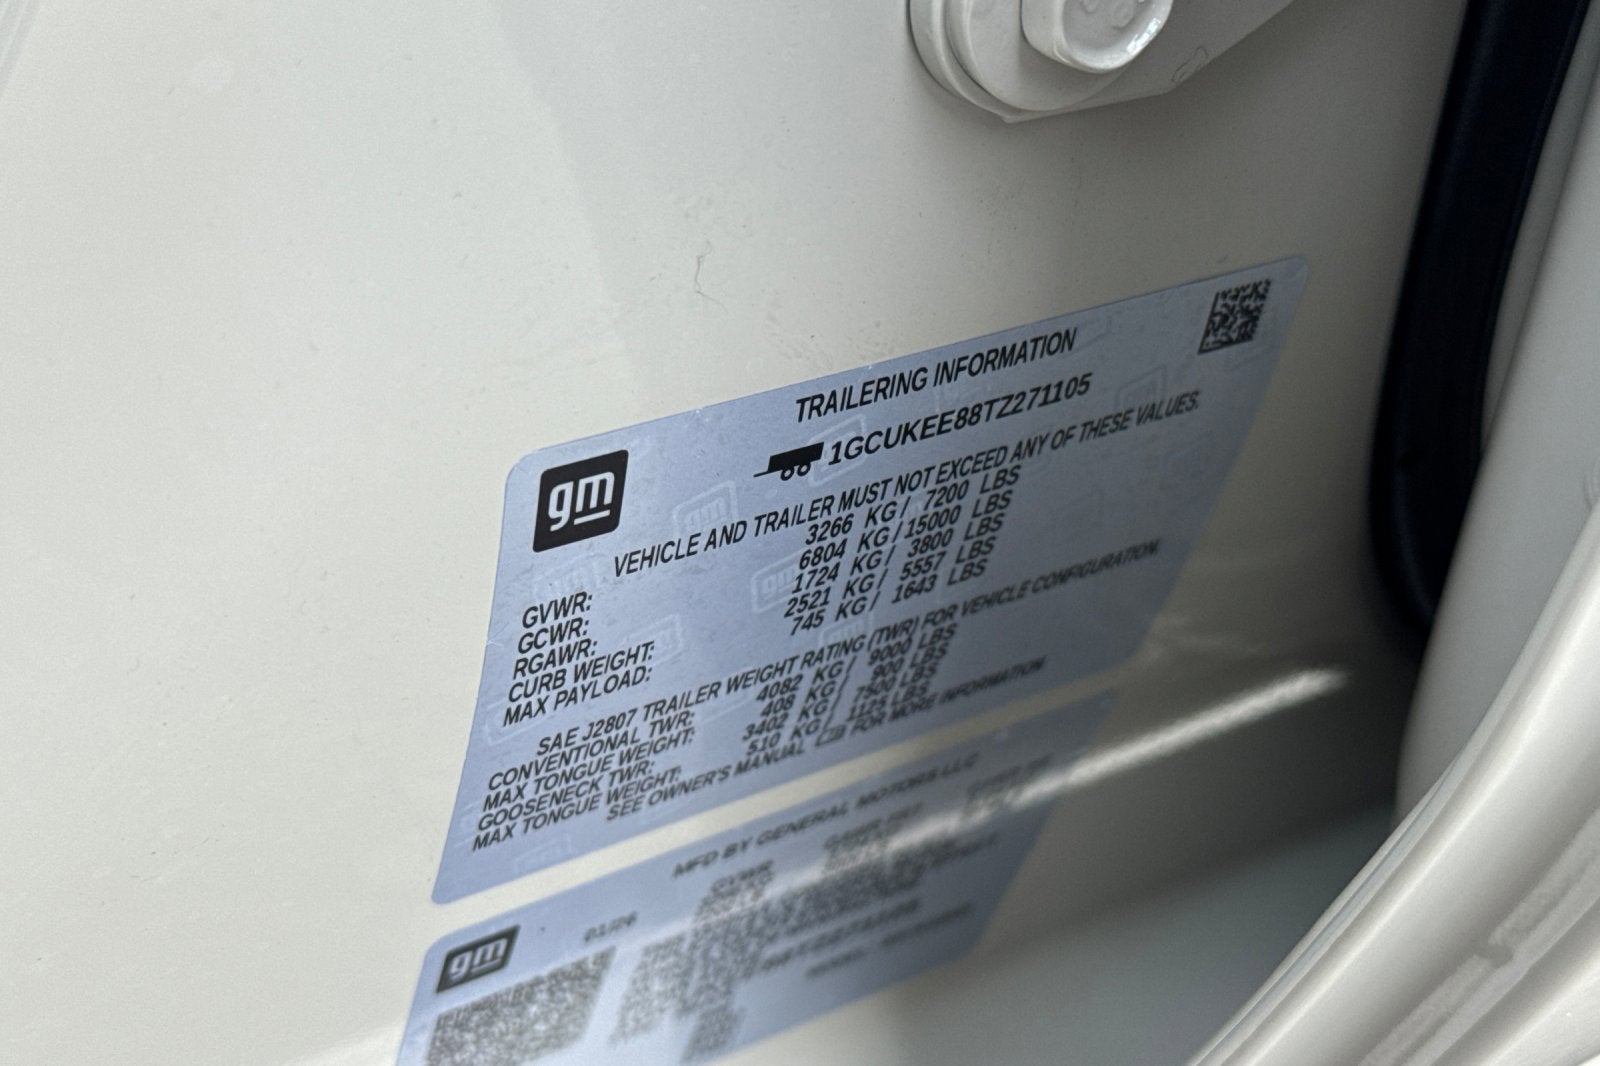 TRAILERING INFORMATION
gm
1GCUKEE88TZ271105
VEHICLE AND TRAILER MUST NOT EXCEED ANY OF THESE VALUES.
GVWR: 3266 KG/ 7200 LBS
GCWR: 6804 KG/15000 LBS
RGAWR: 1724 KG/ 3800 LBS
CURB WEIGHT: 2521 KG/ 5557 LBS
MAX PAYLOAD: 745 KG/ 1643 LBS
SAE J2807 TRAILER WEIGHT RATING (TWR) FOR VEHICLE CONFIGURATION.
CONVENTIONAL TWR: 4082 KG/ 9000 LBS
MAX TONGUE WEIGHT: 408 KG/ 900 LBS
GOOSENECK TWR: 3402 KG/ 7500 LBS
MAX TONGUE WEIGHT: 510 KG/ 1125 LBS
SEE OWNER'S MANUAL FOR MORE INFORMATION
MFD BY GENERAL MOTORS LLC
gm
01/26
GVWR